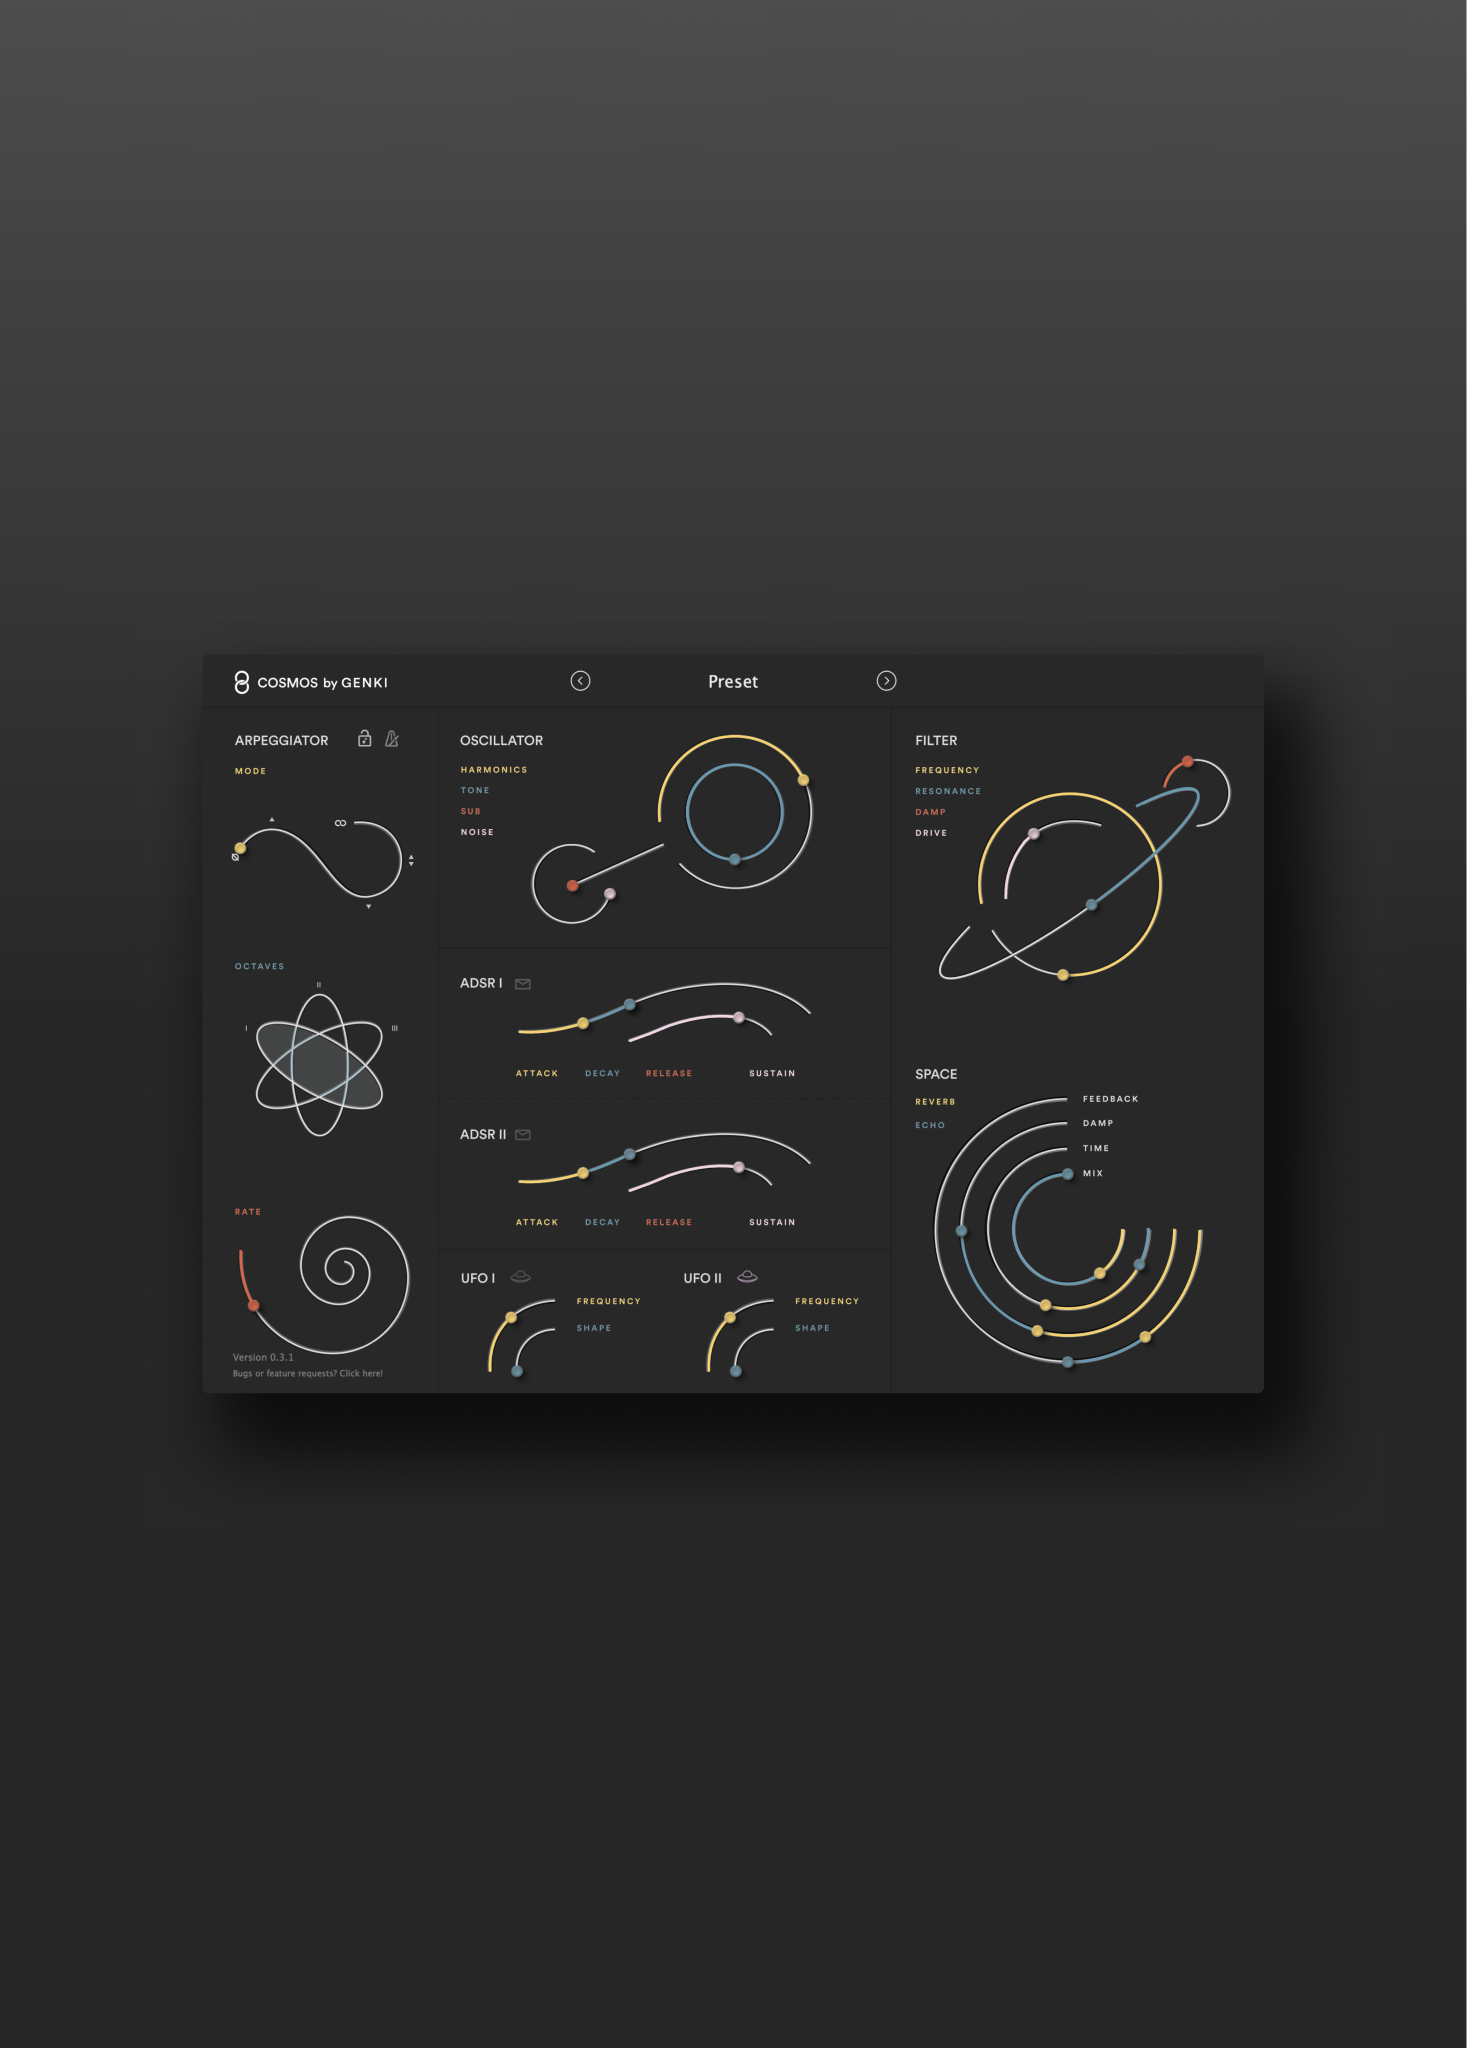 COSMOS by GENKI
Preset
ARPEGGIATOR
MODE
OCTAVES
I
II
III
RATE
Version 0.3.1
Bugs or feature requests? Click here!
OSCILLATOR
HARMONICS
TONE
SUB
NOISE
ADSR I
ATTACK DECAY RELEASE SUSTAIN
ADSR II
ATTACK DECAY RELEASE SUSTAIN
UFO I
FREQUENCY
SHAPE
UFO II
FREQUENCY
SHAPE
FILTER
FREQUENCY
RESONANCE
DAMP
DRIVE
SPACE
REVERB
ECHO
FEEDBACK
DAMP
TIME
MIX